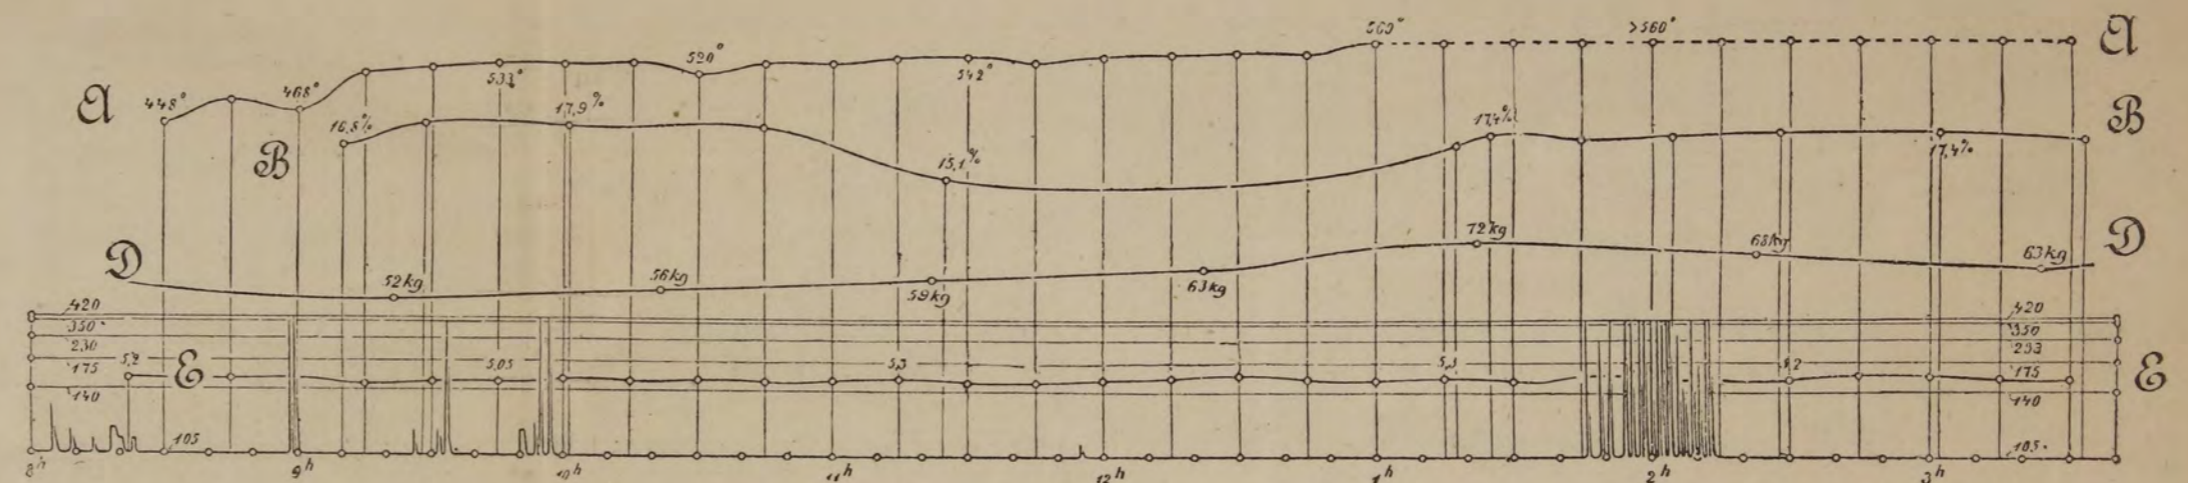 560° >560° A
533° 520° 542°
A 448° 468°
16,8% 17,9% 17,4% B
B 15,1% 17,4%
D 72kg 68kg D
52kg 56kg 59kg 63kg 63kg
420 420
350 350
230 233
5,2 E 5,05 5,3 5,2
175 175 E
140 140
105 105
8h 9h 10h 11h 12h 1h 2h 3h